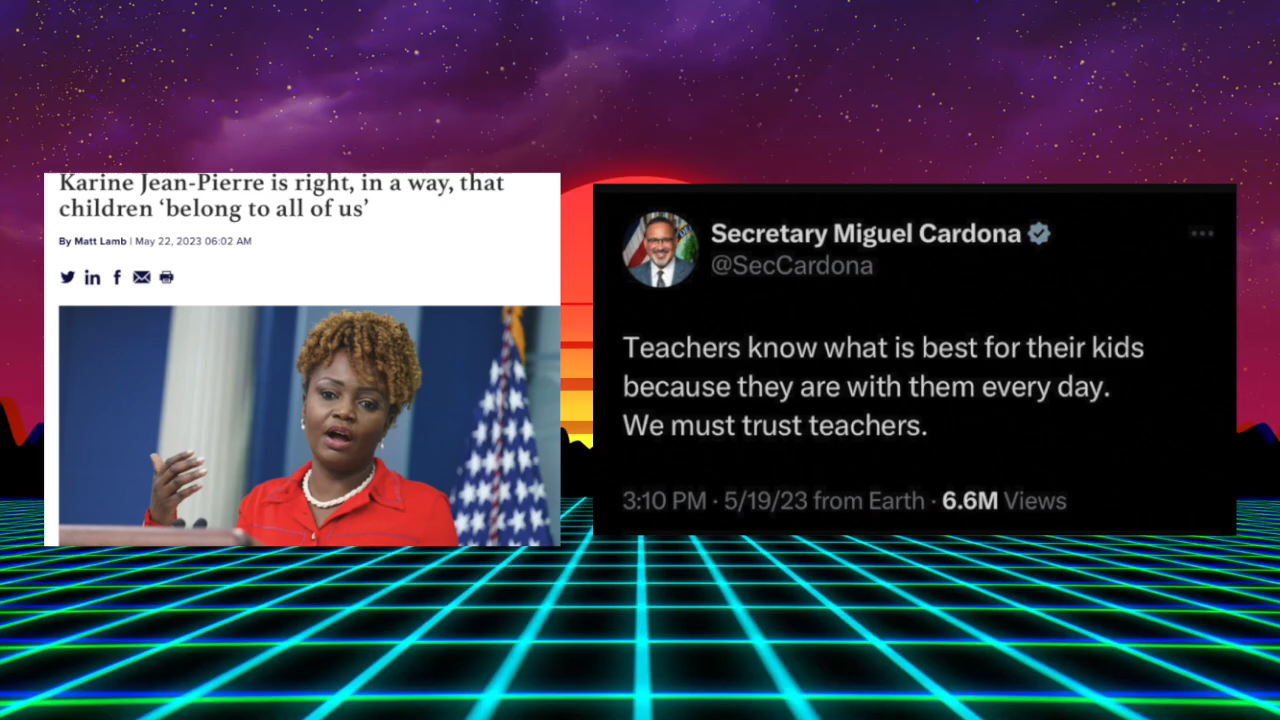 Karine Jean-Pierre is right, in a way, that
children ‘belong to all of us’
By Matt Lamb | May 22, 2023 06:02 AM
Secretary Miguel Cardona
@SecCardona
Teachers know what is best for their kids
because they are with them every day.
We must trust teachers.
3:10 PM · 5/19/23 from Earth · 6.6M Views